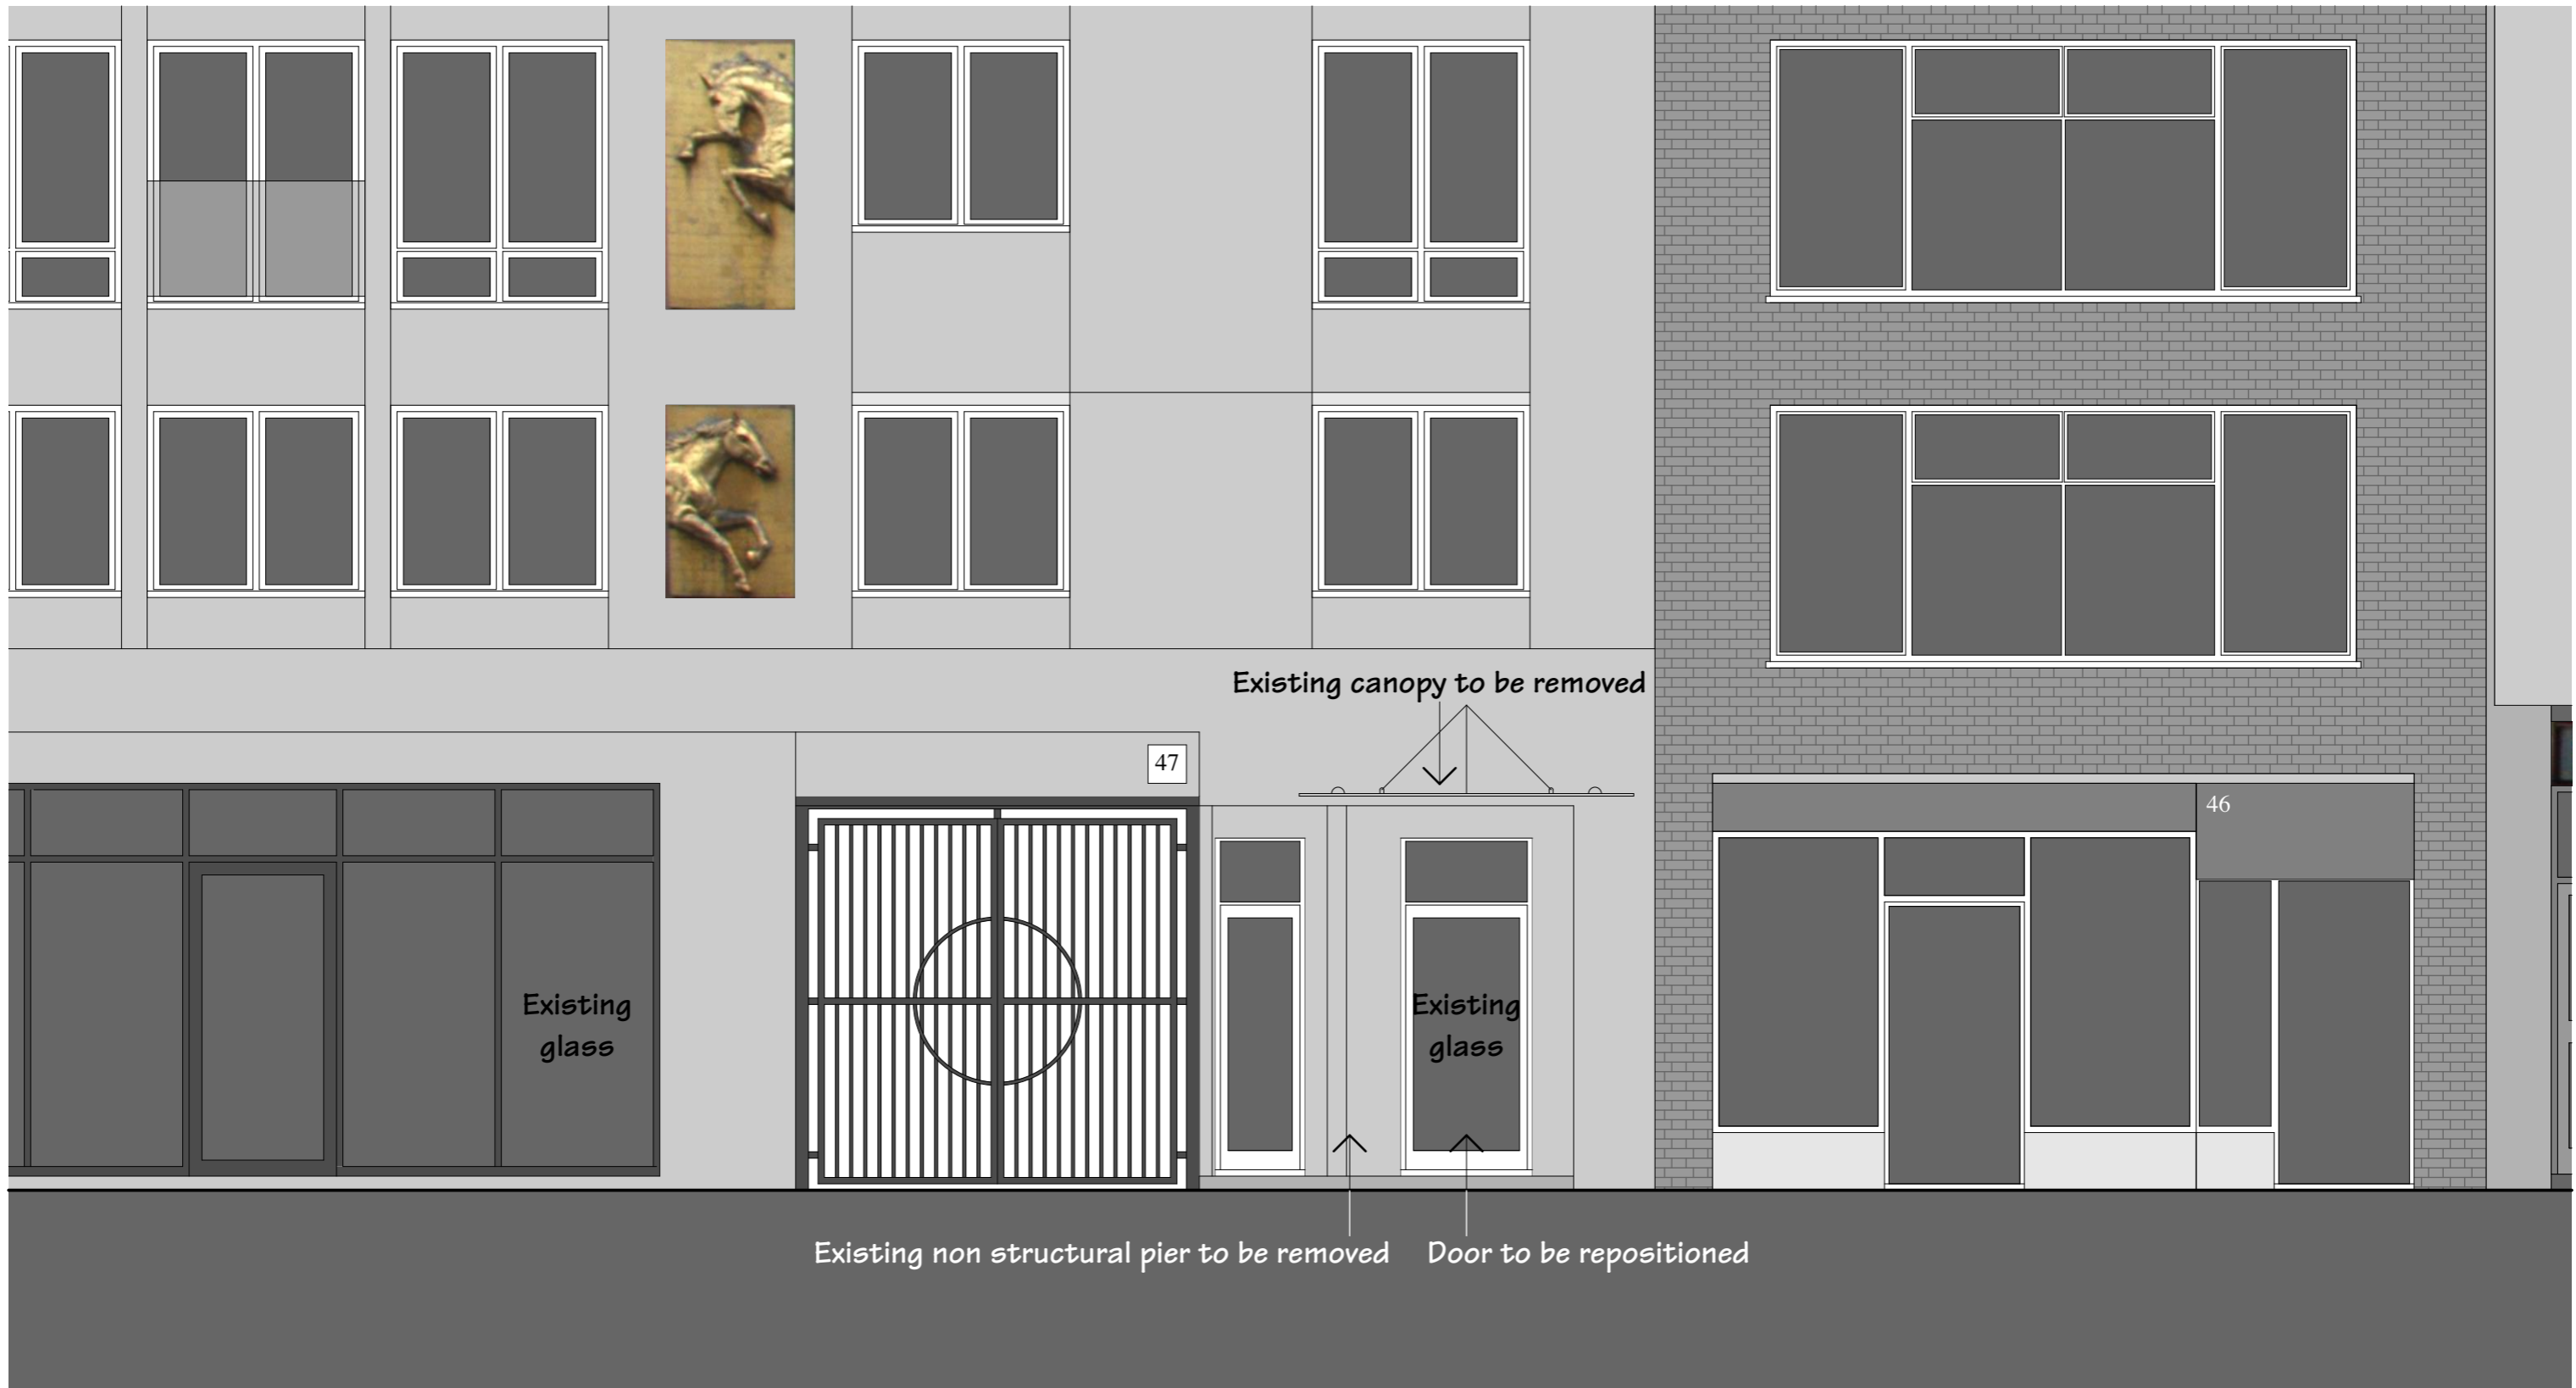 Existing canopy to be removed
47
46
Existing
glass
Existing
glass
Existing non structural pier to be removed
Door to be repositioned